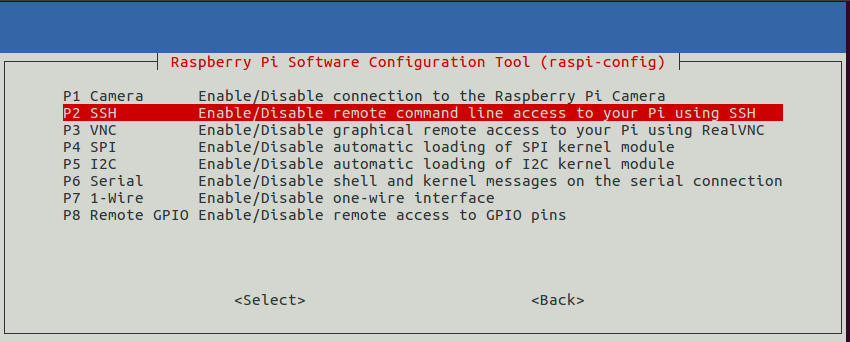 Raspberry Pi Software Configuration Tool (raspi-config)
P1 Camera Enable/Disable connection to the Raspberry Pi Camera
P2 SSH Enable/Disable remote command line access to your Pi using SSH
P3 VNC Enable/Disable graphical remote access to your Pi using RealVNC
P4 SPI Enable/Disable automatic loading of SPI kernel module
P5 I2C Enable/Disable automatic loading of I2C kernel module
P6 Serial Enable/Disable shell and kernel messages on the serial connection
P7 1-Wire Enable/Disable one-wire interface
P8 Remote GPIO Enable/Disable remote access to GPIO pins
<Select> <Back>